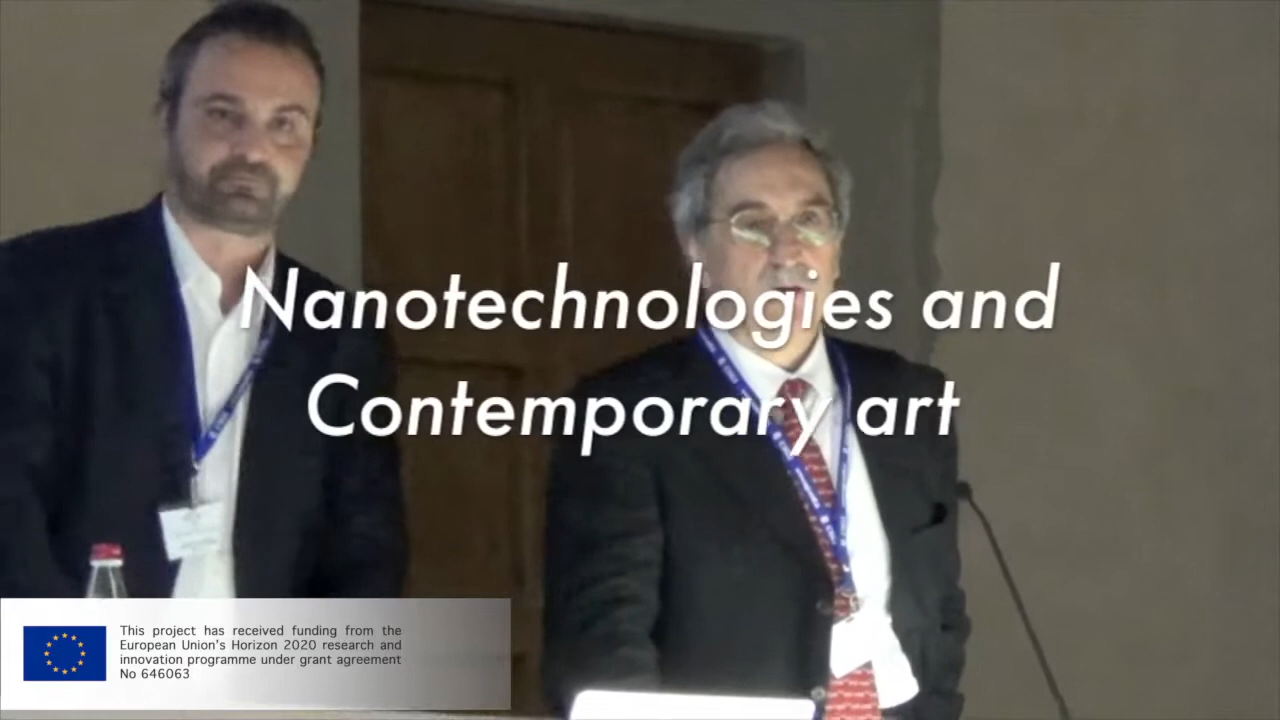 Nanotechnologies and
Contemporary art
This project has received funding from the
European Union's Horizon 2020 research and
innovation programme under grant agreement
No 646063